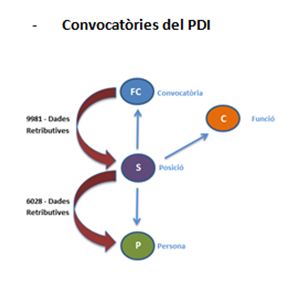 - Convocatòries del PDI
FC Convocatòria
9981 - Dades
Retributives
C Funció
S Posició
6028 - Dades
Retributives
P Persona